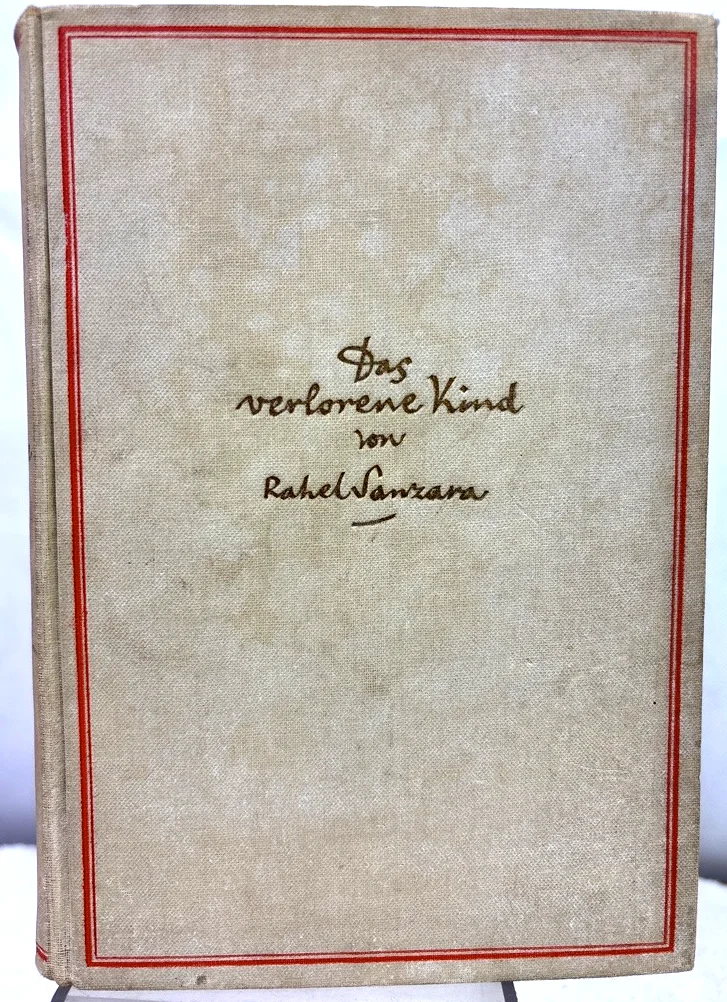 Das
verlorene Kind
von
Rahel Sanzara